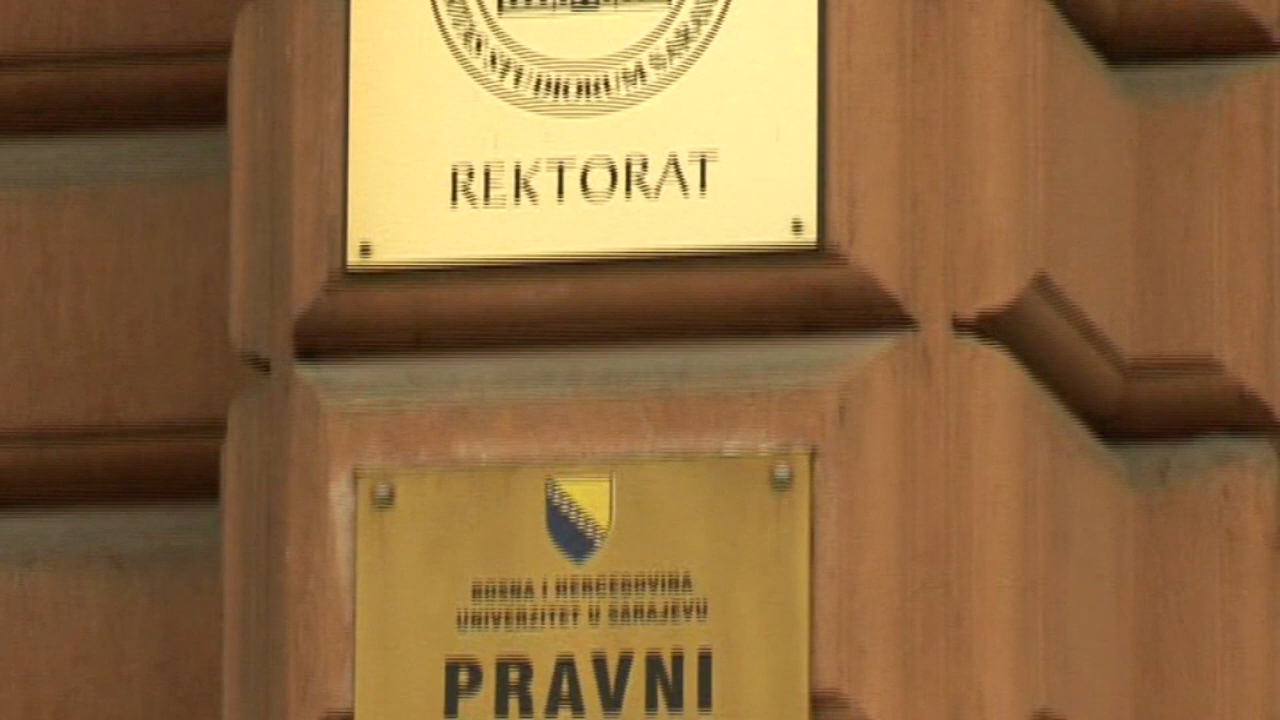 REKTORAT
BOSNA I HERCEGOVINA
UNIVERZITET U SARAJEVU
PRAVNI